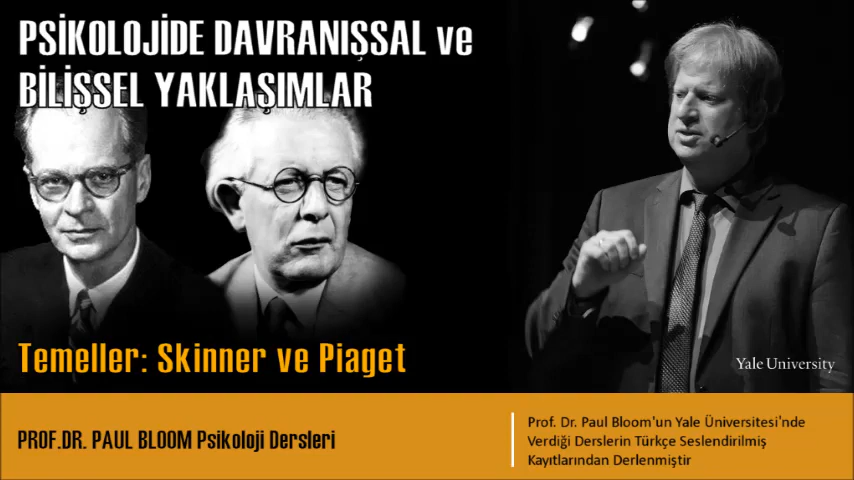 PSİKOLOJİDE DAVRANIŞSAL ve
BİLİŞSEL YAKLAŞIMLAR
Temeller: Skinner ve Piaget
Yale University
PROF.DR. PAUL BLOOM Psikoloji Dersleri
Prof. Dr. Paul Bloom'un Yale Üniversitesi'nde
Verdiği Derslerin Türkçe Seslendirilmiş
Kayıtlarından Derlenmiştir